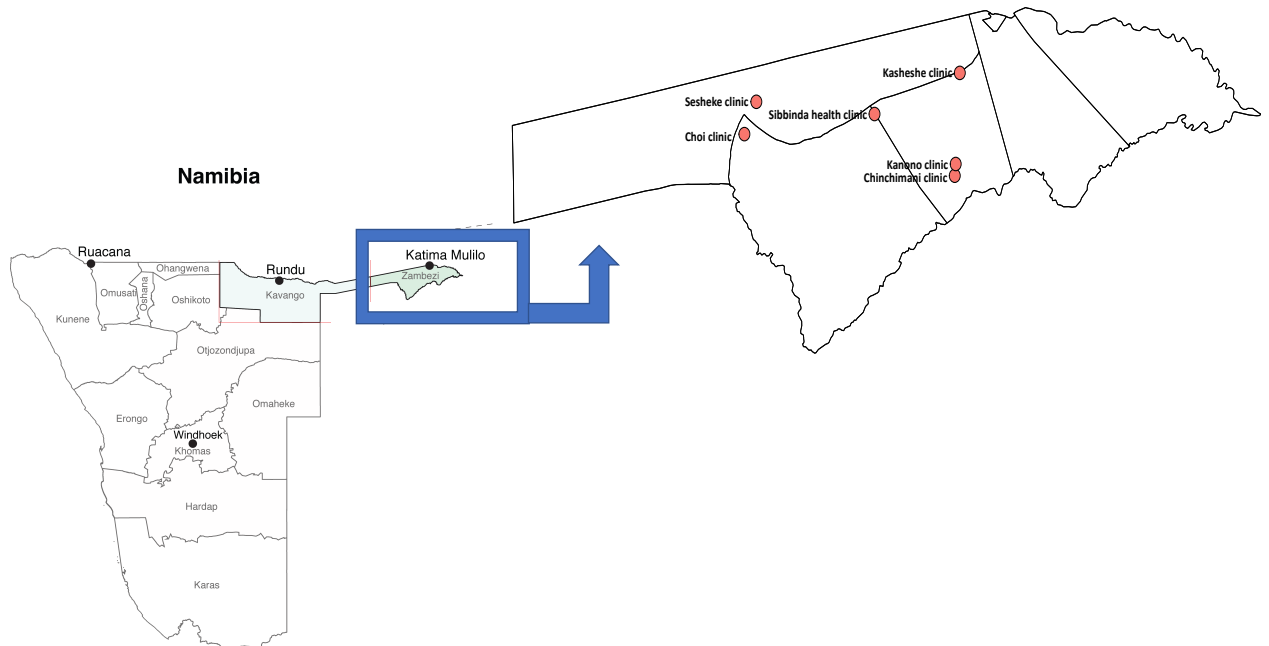 Kasheshe clinic
Sesheke clinic
Sibbinda health clinic
Choi clinic
Kanono clinic
Chinchimani clinic
Namibia
Ruacana
Katima Mulilo
Ohangwena
Rundu
Zambezi
Omusati
Oshana
Oshikoto
Kavango
Kunene
Otjozondjupa
Omaheke
Erongo
Windhoek
Khomas
Hardap
Karas